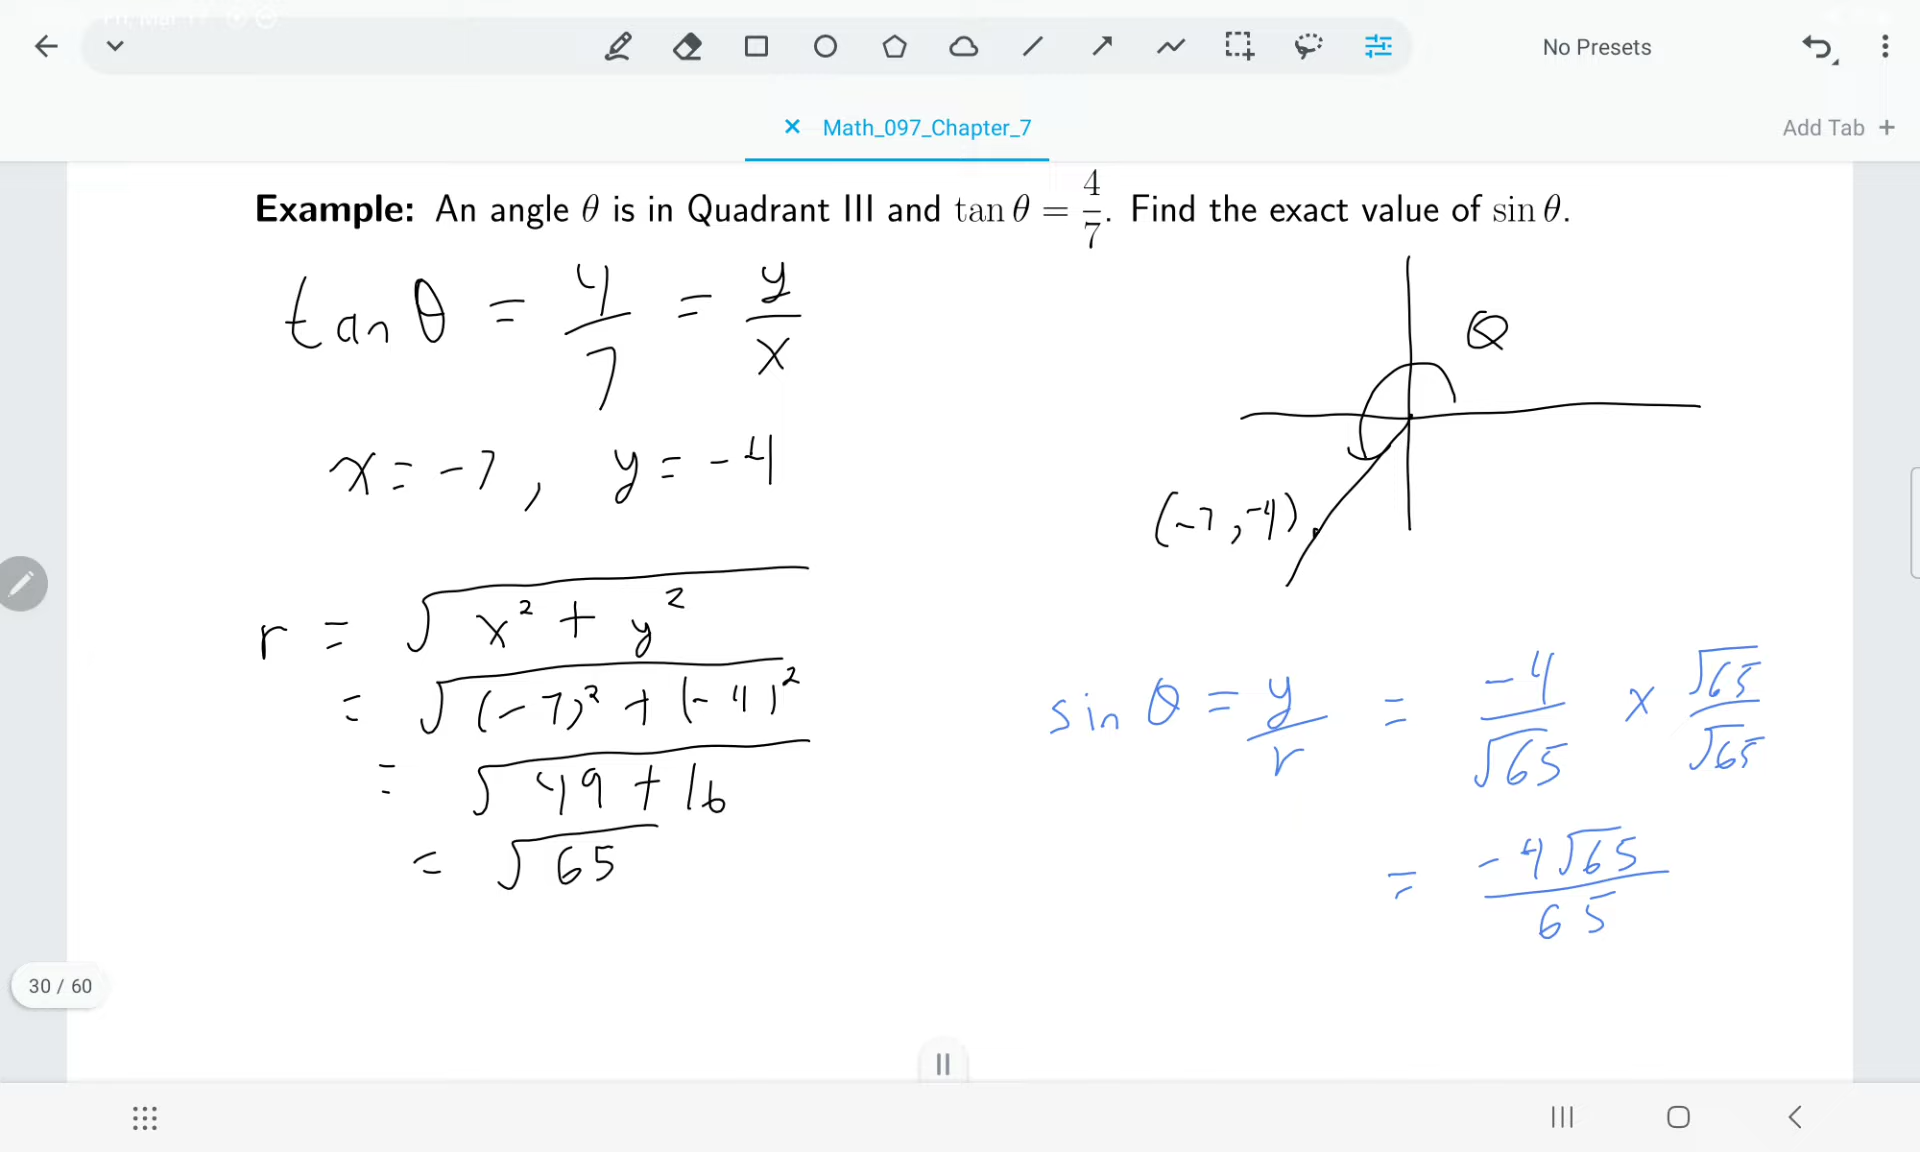 No Presets
Math_097_Chapter_7
Add Tab +
Example: An angle θ is in Quadrant III and tan θ = 4/7. Find the exact value of sin θ.
tan θ = 4/7 = y/x
θ
x = -7, y = -4
(-7, -4)
r = √(x² + y²)
= √((-7)² + (-4)²)
= √(49 + 16)
= √65
sin θ = y/r = -4/√65 × √65/√65
= -4√65/65
30 / 60